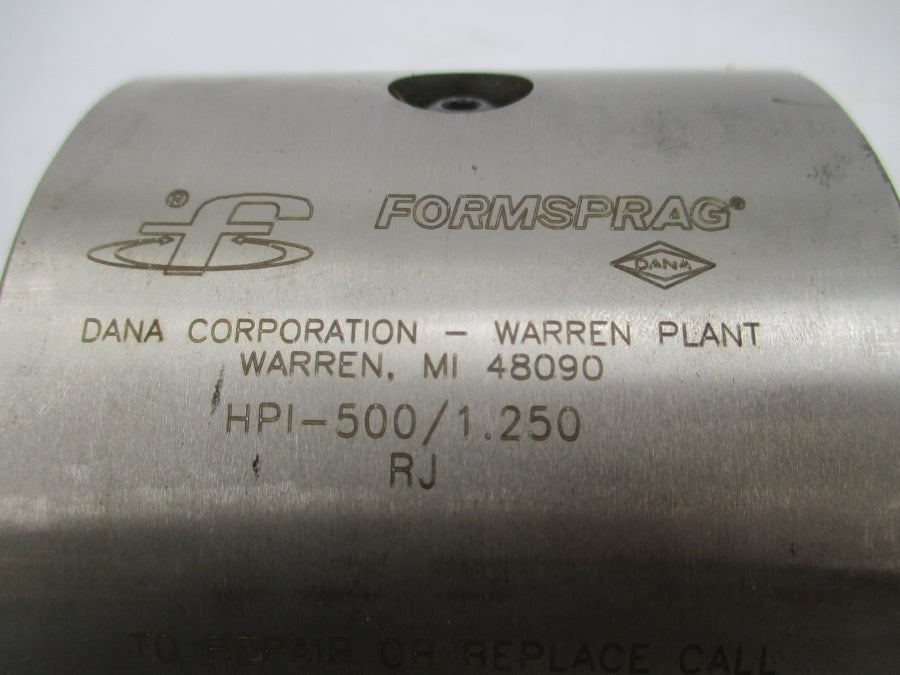 ® f FORMSPRAG®
DANA
DANA CORPORATION - WARREN PLANT
WARREN, MI 48090
HPI-500/1.250
RJ
TO REPAIR OR REPLACE CALL